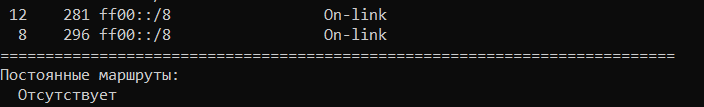 12    281 ff00::/8                 On-link
8    296 ff00::/8                 On-link
===========================================================================
Постоянные маршруты:
Отсутствует